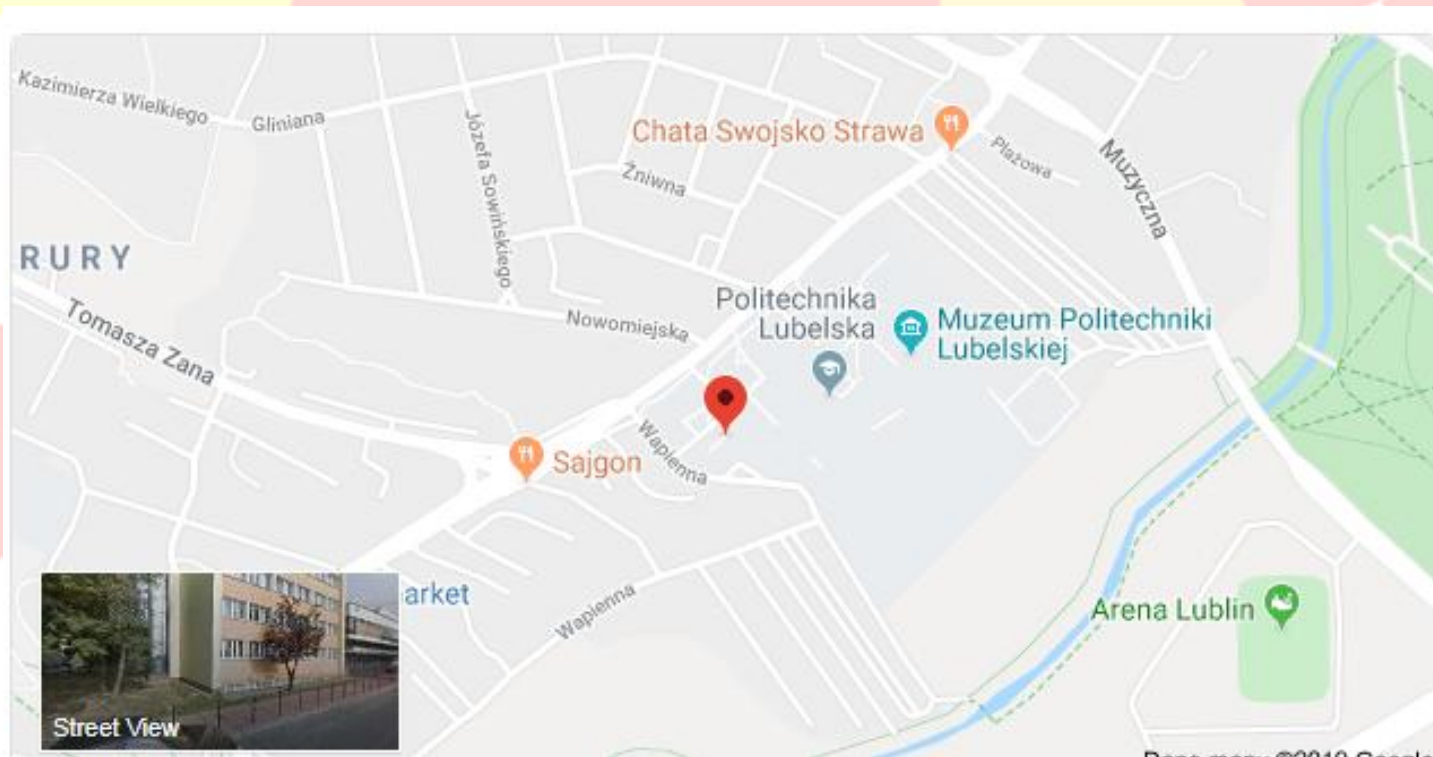 Kazimierza Wielkiego
Gliniana
Józefa Sowińskiego
Chata Swojsko Strawa
Plażowa
Muzyczna
Żniwna
RURY
Tomasza Zana
Nowomiejska
Politechnika
Lubelska
Muzeum Politechniki
Lubelskiej
Sajgon
Wapienna
arket
Wapienna
Arena Lublin
Street View